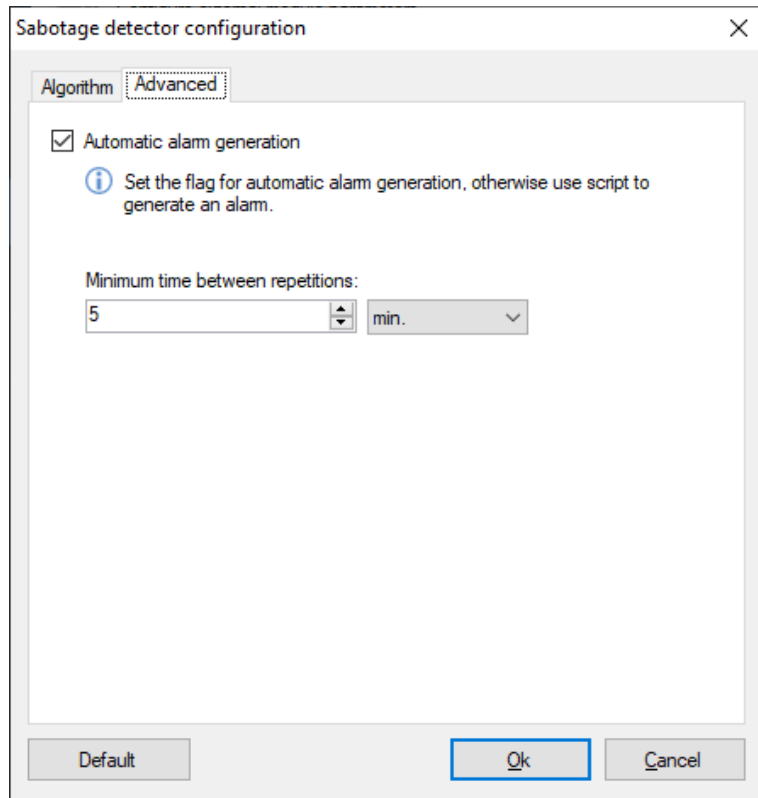 Sabotage detector configuration
Algorithm
Advanced
Automatic alarm generation
Set the flag for automatic alarm generation, otherwise use script to
generate an alarm.
Minimum time between repetitions:
5
min.
Default
Ok
Cancel